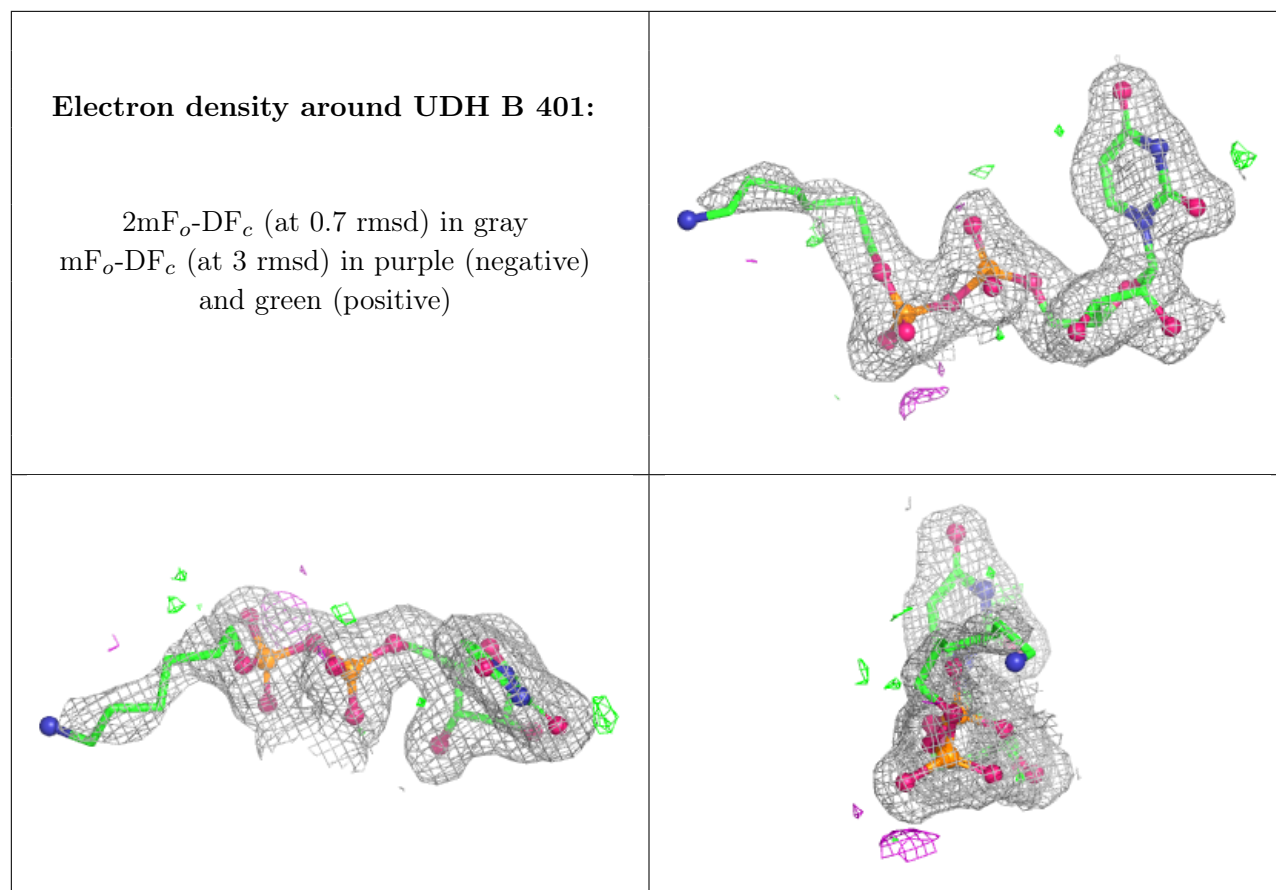 Electron density around UDH B 401:
2mFₒ-DF𝒸 (at 0.7 rmsd) in gray
mFₒ-DF𝒸 (at 3 rmsd) in purple (negative)
and green (positive)